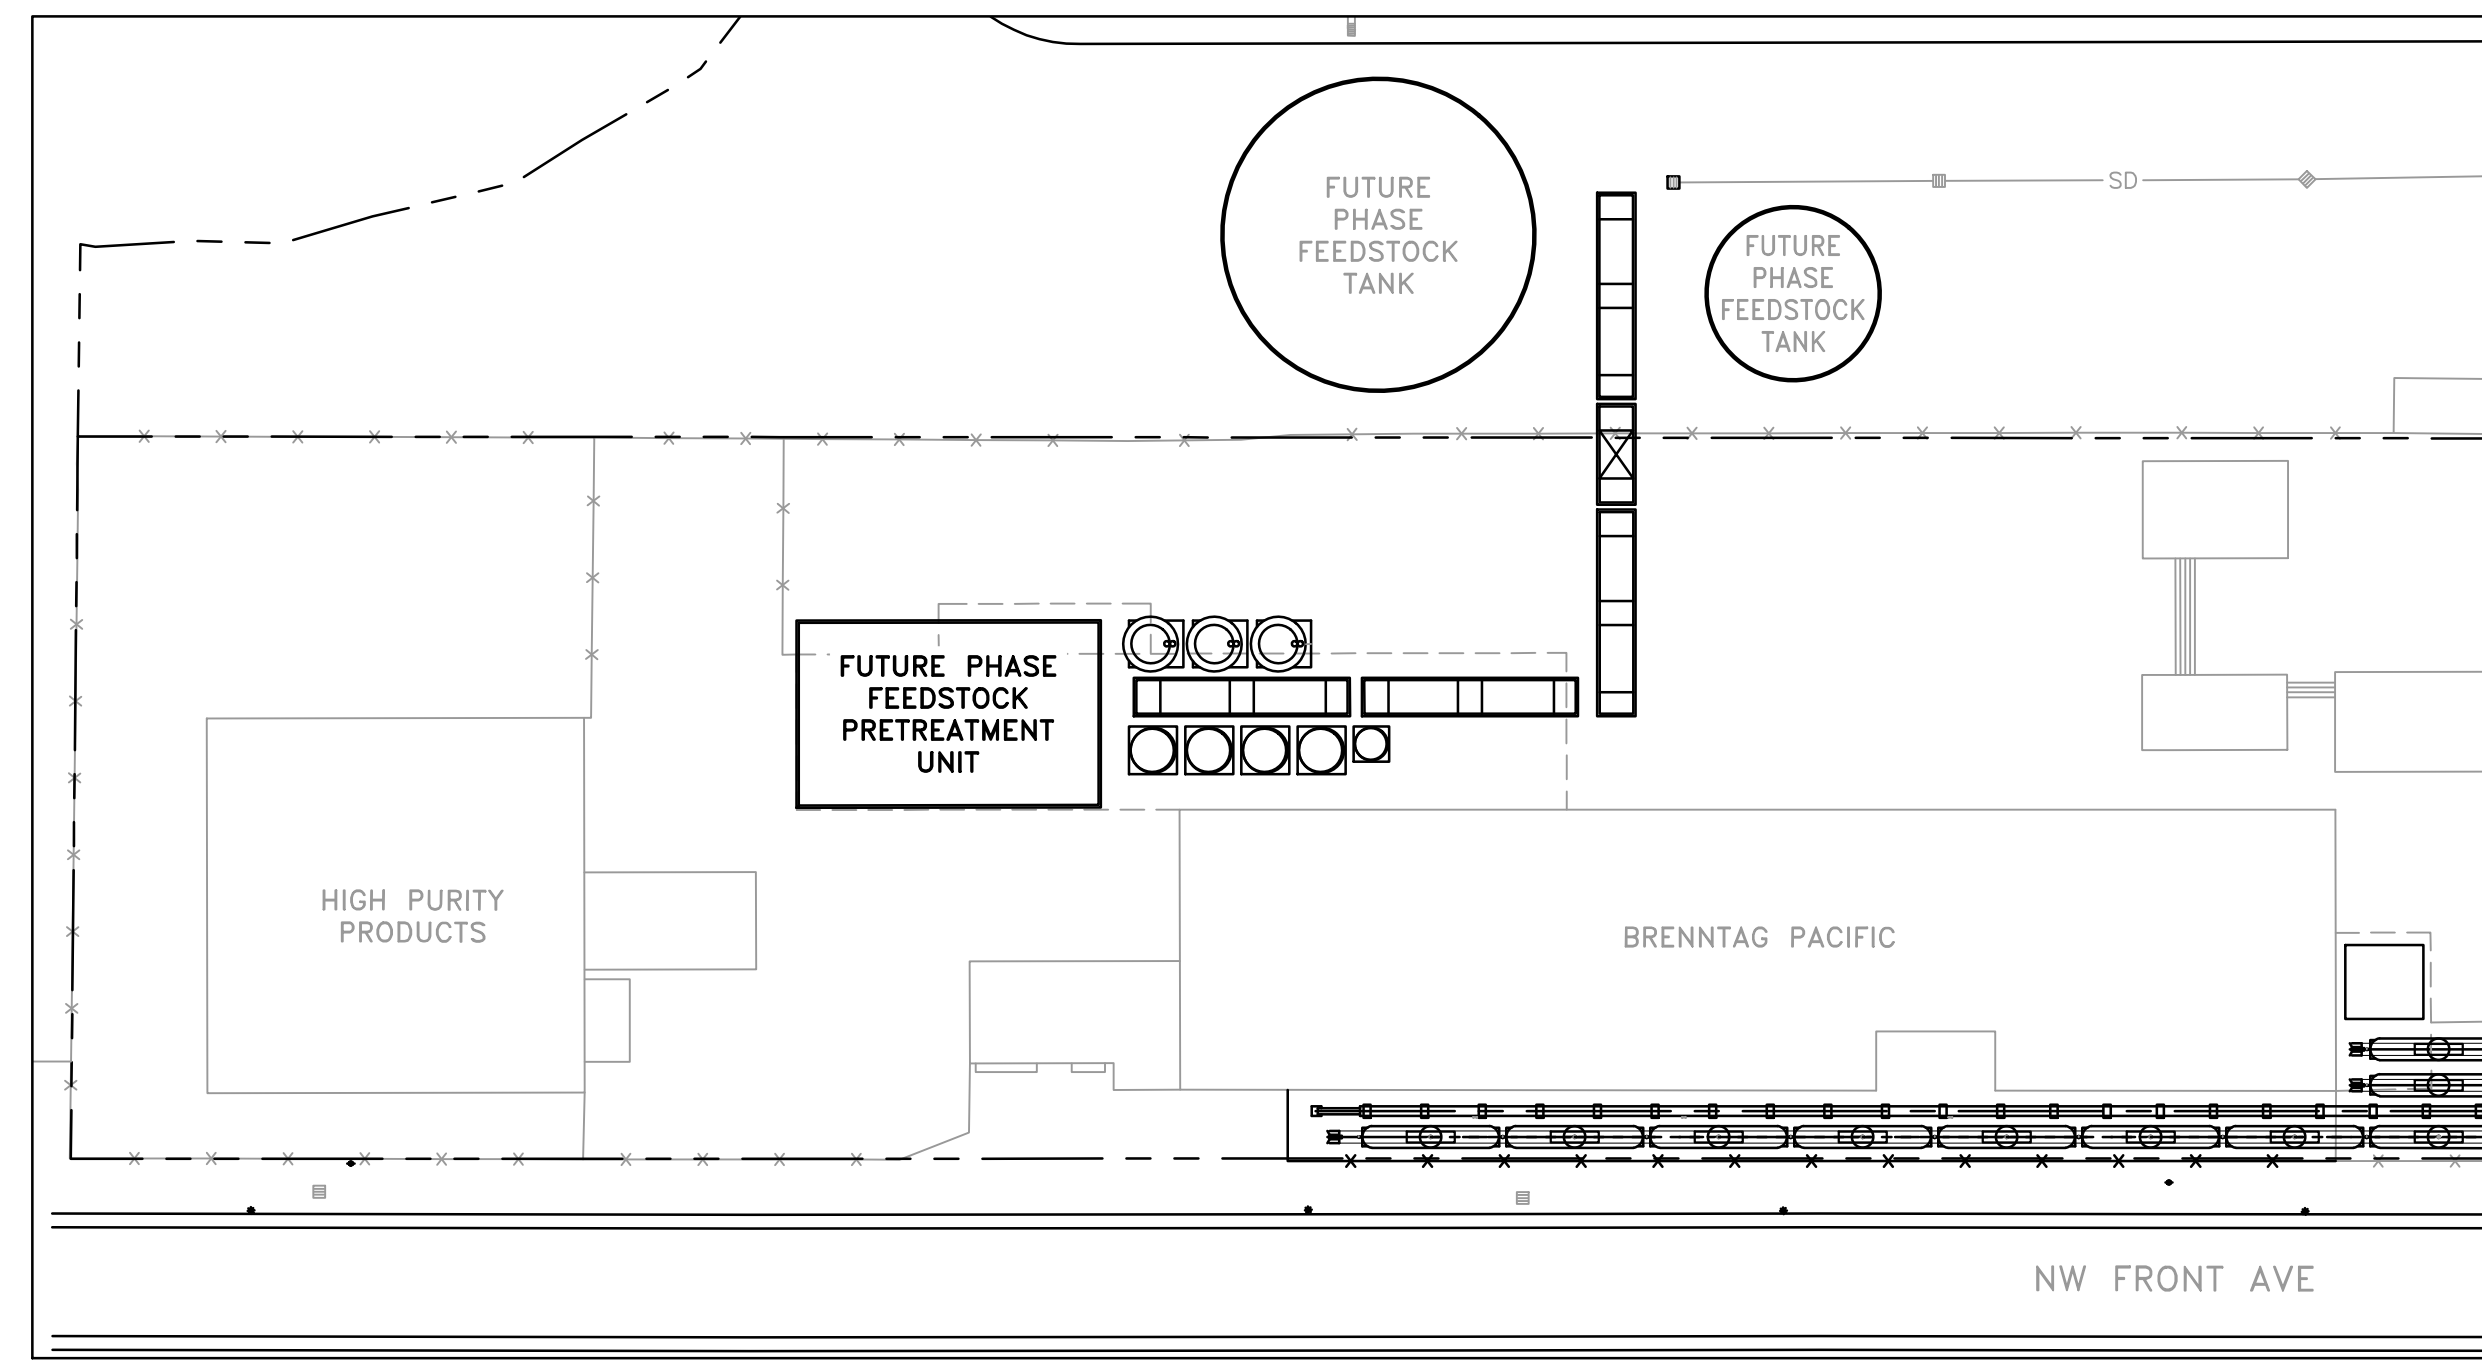 FUTURE
PHASE
FEEDSTOCK
TANK
SD
FUTURE
PHASE
FEEDSTOCK
TANK
FUTURE PHASE
FEEDSTOCK
PRETREATMENT
UNIT
HIGH PURITY
PRODUCTS
BRENNTAG PACIFIC
NW FRONT AVE